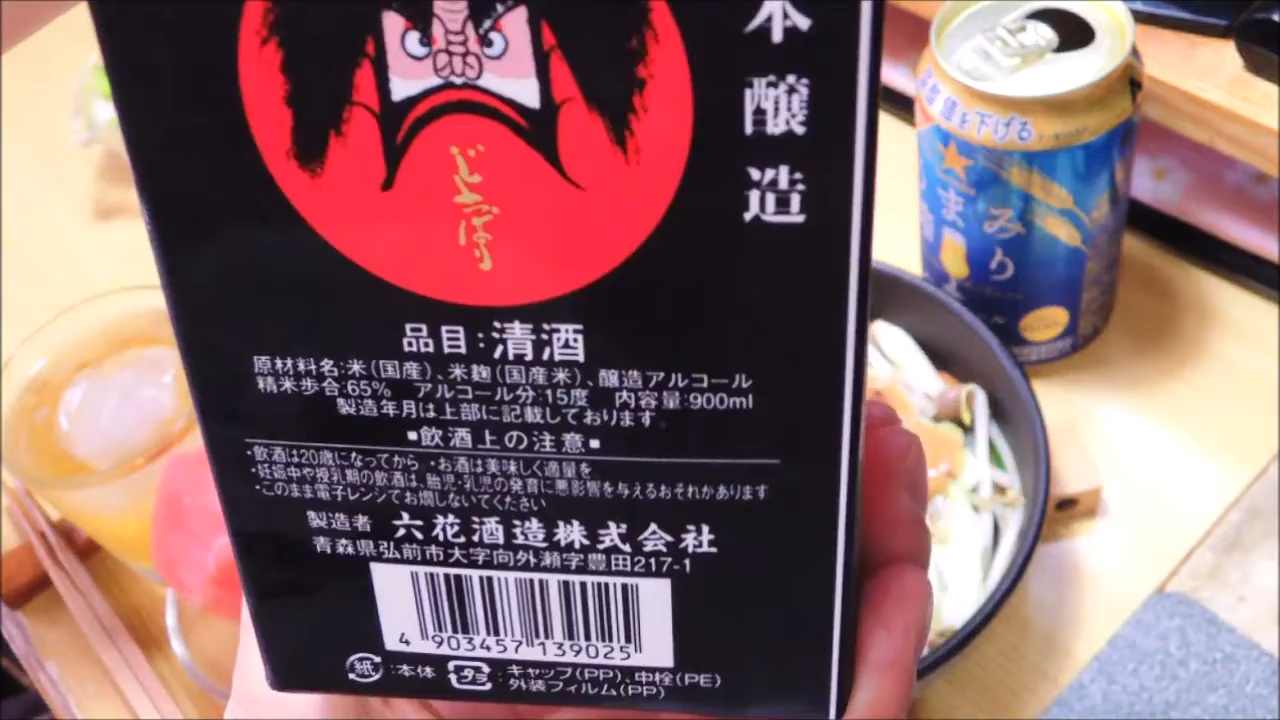 本醸造
じょっぱり
品目:清酒
原材料名:米(国産)、米麹(国産米)、醸造アルコール
精米歩合:65% アルコール分:15度 内容量:900ml
製造年月は上部に記載しております。
▪飲酒上の注意▪
・飲酒は20歳になってから ・お酒は美味しく適量を
・妊娠中や授乳期の飲酒は、胎児・乳児の発育に悪影響を与えるおそれがあります
・このまま電子レンジでお燗しないでください
製造者 六花酒造株式会社
青森県弘前市大字向外瀬字豊田217-1
4 903457 139025
紙:本体 プラ:キャップ(PP)、中栓(PE)
外装フィルム(PP)
値を下げる
みり